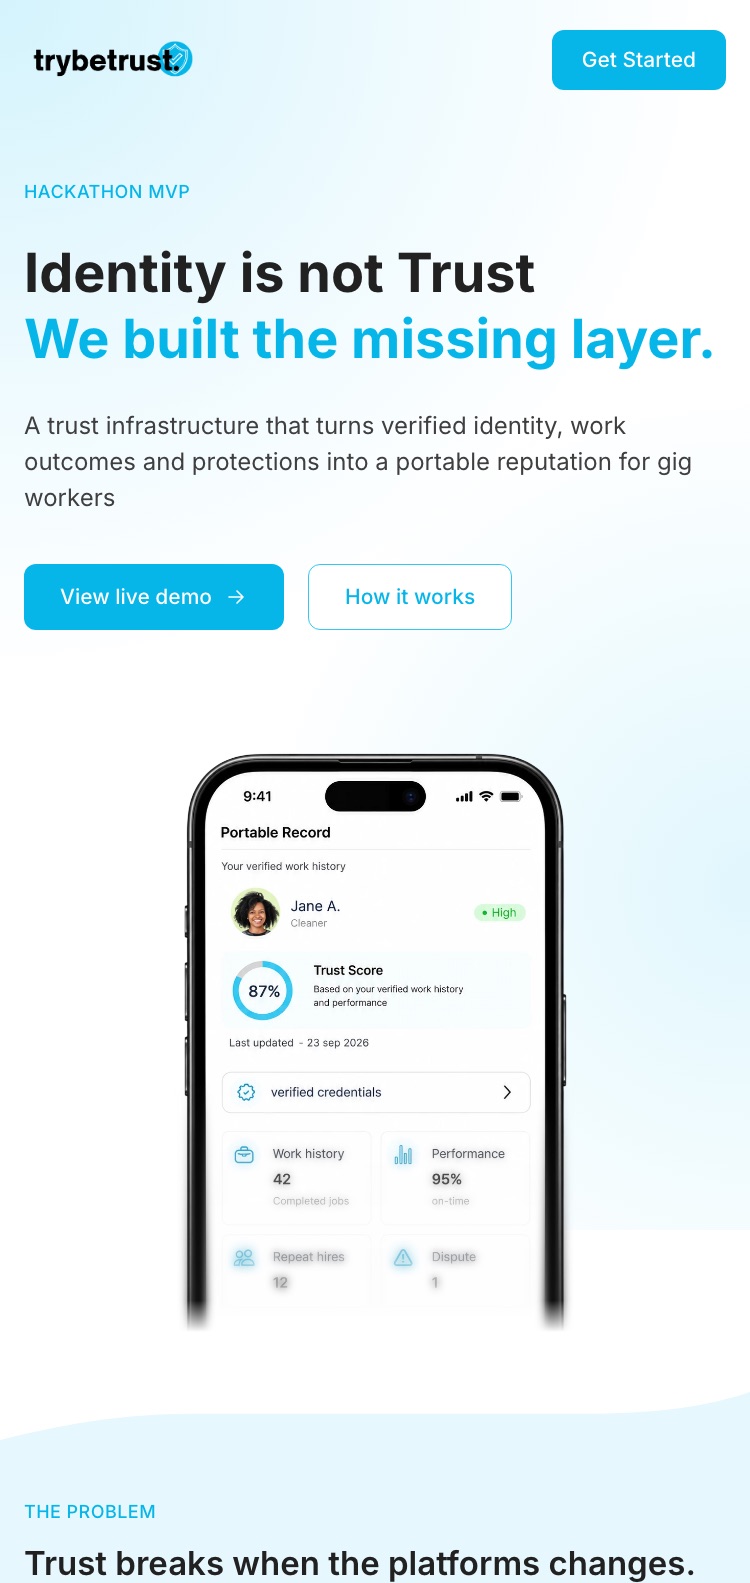 trybetrust.
Get Started
HACKATHON MVP
Identity is not Trust
We built the missing layer.
A trust infrastructure that turns verified identity, work
outcomes and protections into a portable reputation for gig
workers
View live demo →
How it works
9:41
Portable Record
Your verified work history
Jane A.
Cleaner
High
87%
Trust Score
Based on your verified work history
and performance
Last updated - 23 sep 2026
verified credentials
Work history
42
Completed jobs
Performance
95%
on-time
Repeat hires
12
Dispute
1
THE PROBLEM
Trust breaks when the platforms changes.